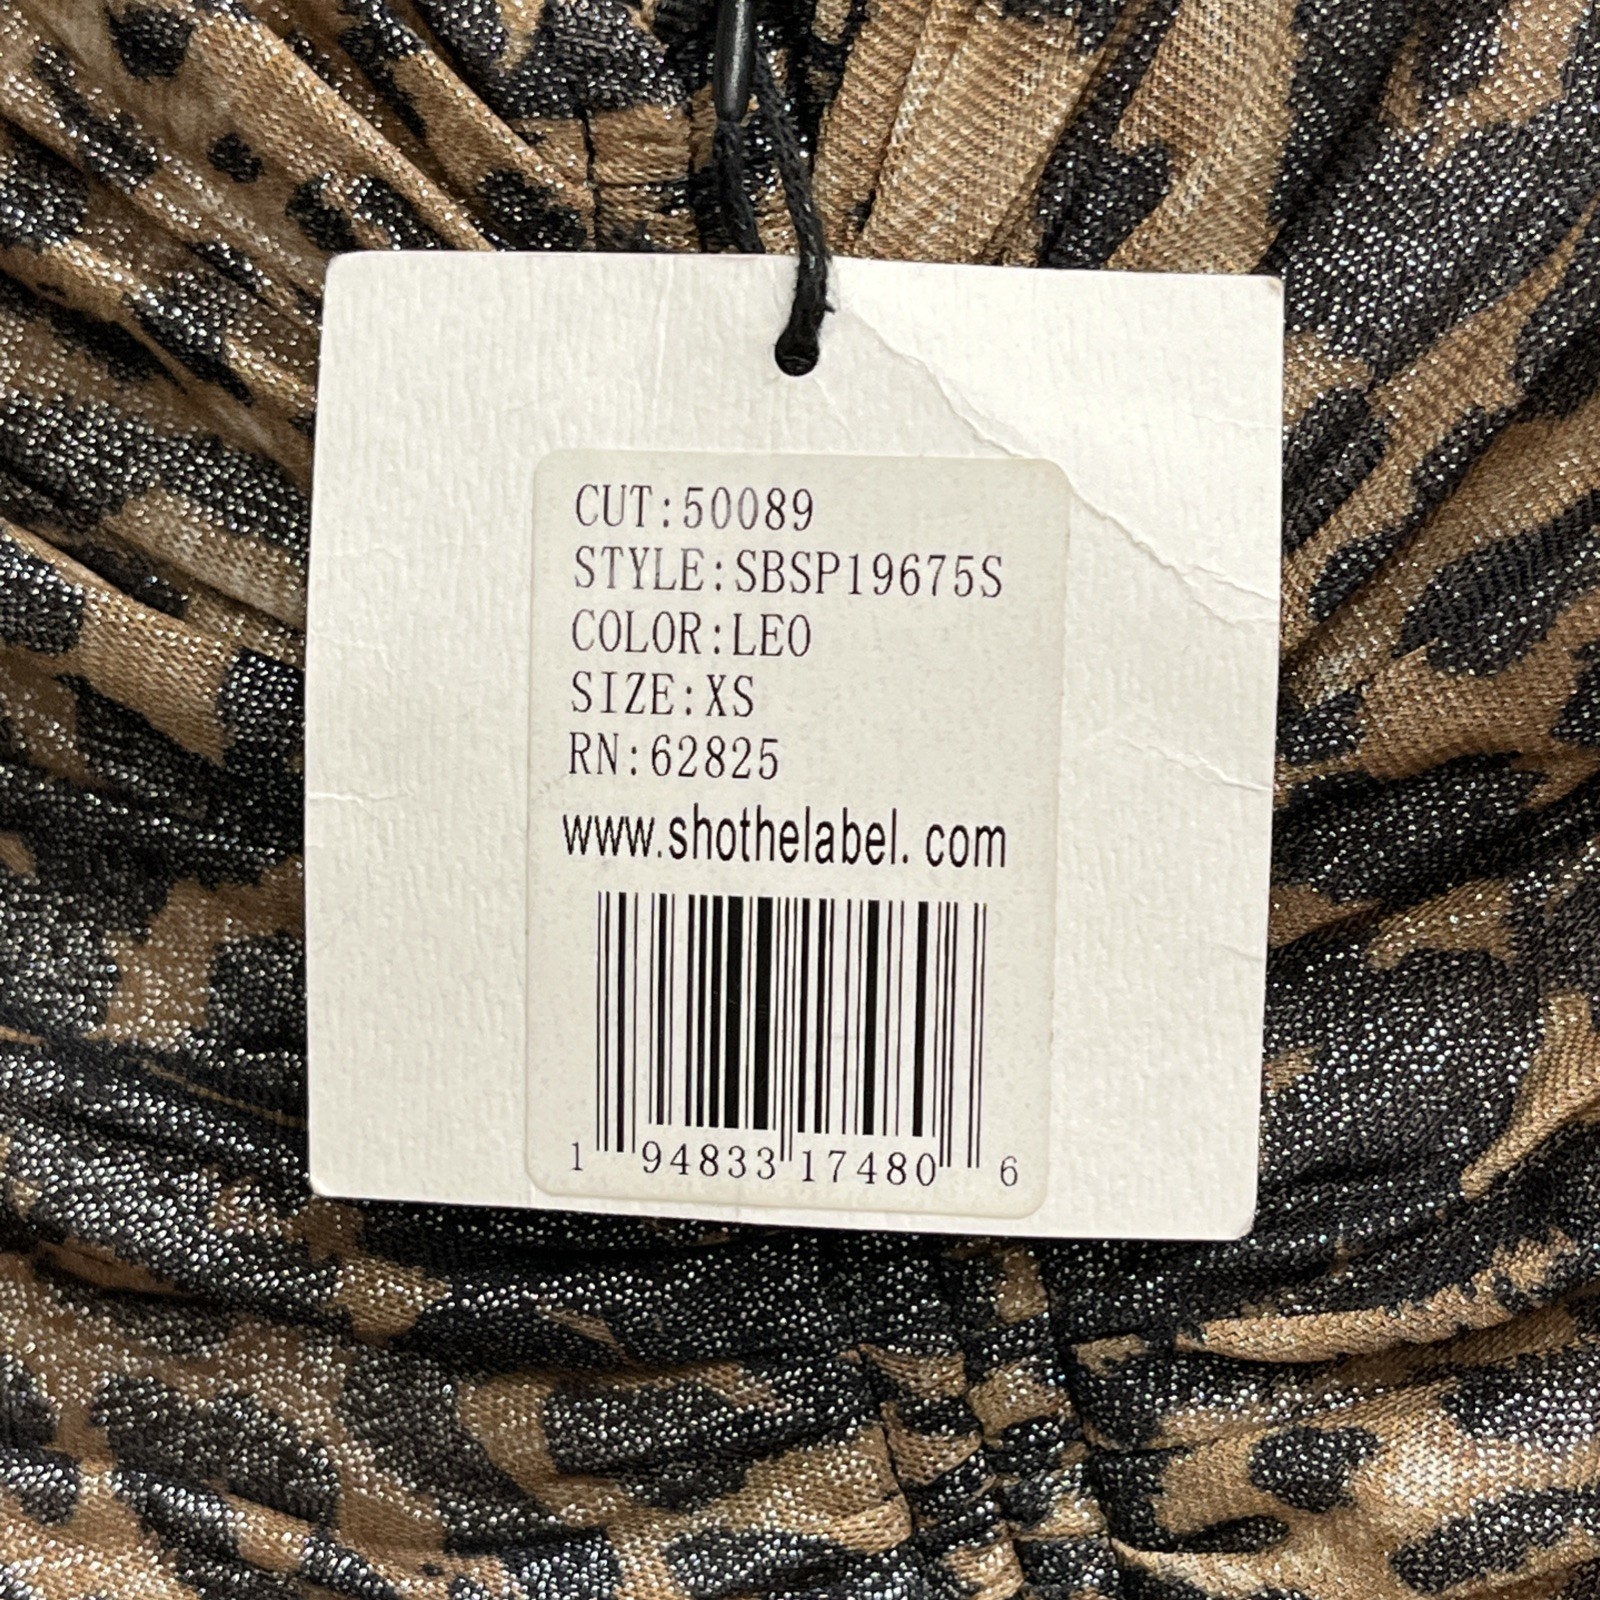 CUT:50089
STYLE:SBSP19675S
COLOR:LEO
SIZE:XS
RN:62825
www.shothelabel. com
1 94833 17480 6